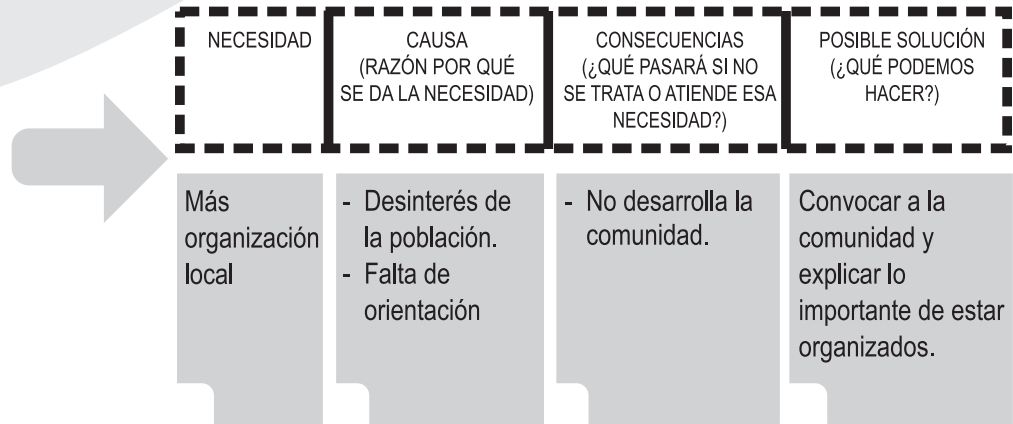 NECESIDAD
CAUSA
(RAZÓN POR QUÉ
SE DA LA NECESIDAD)
CONSECUENCIAS
(¿QUÉ PASARÁ SI NO
SE TRATA O ATIENDE ESA
NECESIDAD?)
POSIBLE SOLUCIÓN
(¿QUÉ PODEMOS
HACER?)
Más
organización
local
- Desinterés de
la población.
- Falta de
orientación
- No desarrolla la
comunidad.
Convocar a la
comunidad y
explicar lo
importante de estar
organizados.